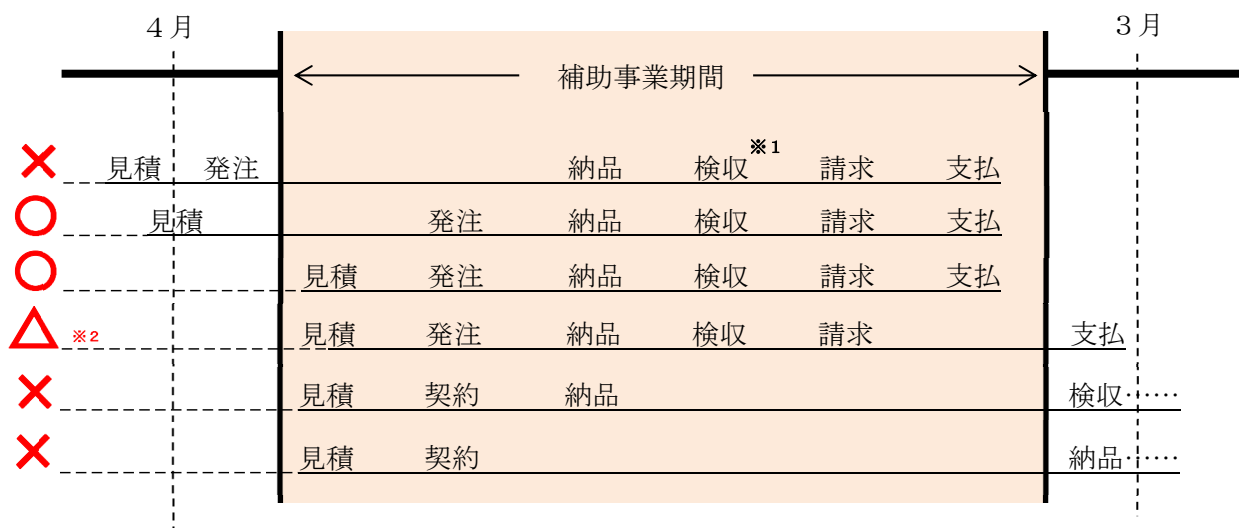 ４月
３月
補助事業期間
見積 発注 納品 検収※１ 請求 支払
見積 発注 納品 検収 請求 支払
見積 発注 納品 検収 請求 支払
※２ 見積 発注 納品 検収 請求 支払
見積 契約 納品 検収……
見積 契約 納品……